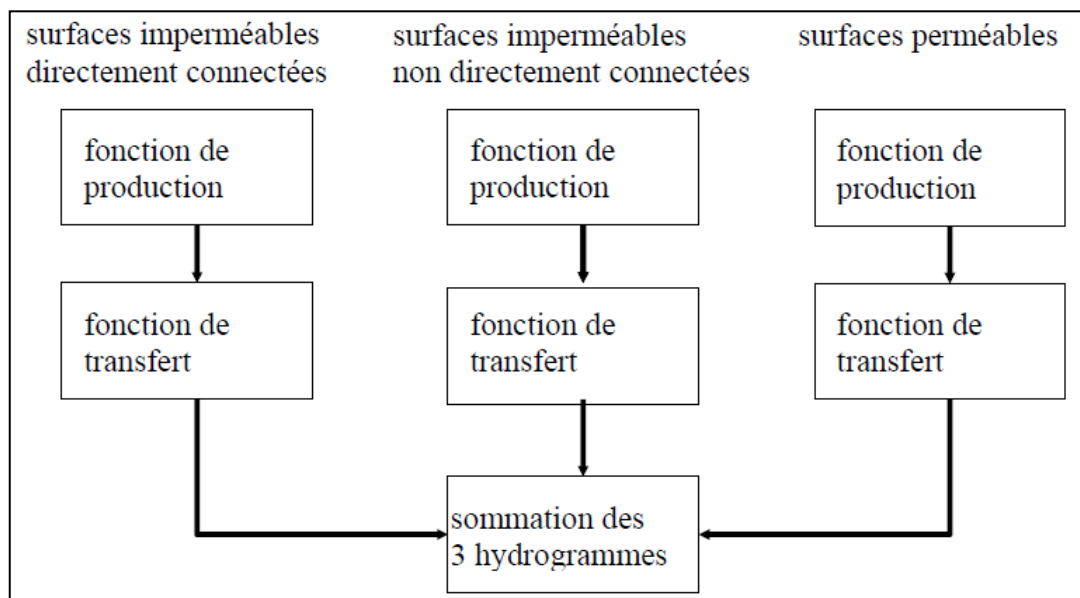 surfaces imperméables
directement connectées
surfaces imperméables
non directement connectées
surfaces perméables
fonction de
production
fonction de
production
fonction de
production
fonction de
transfert
fonction de
transfert
fonction de
transfert
sommation des
3 hydrogrammes